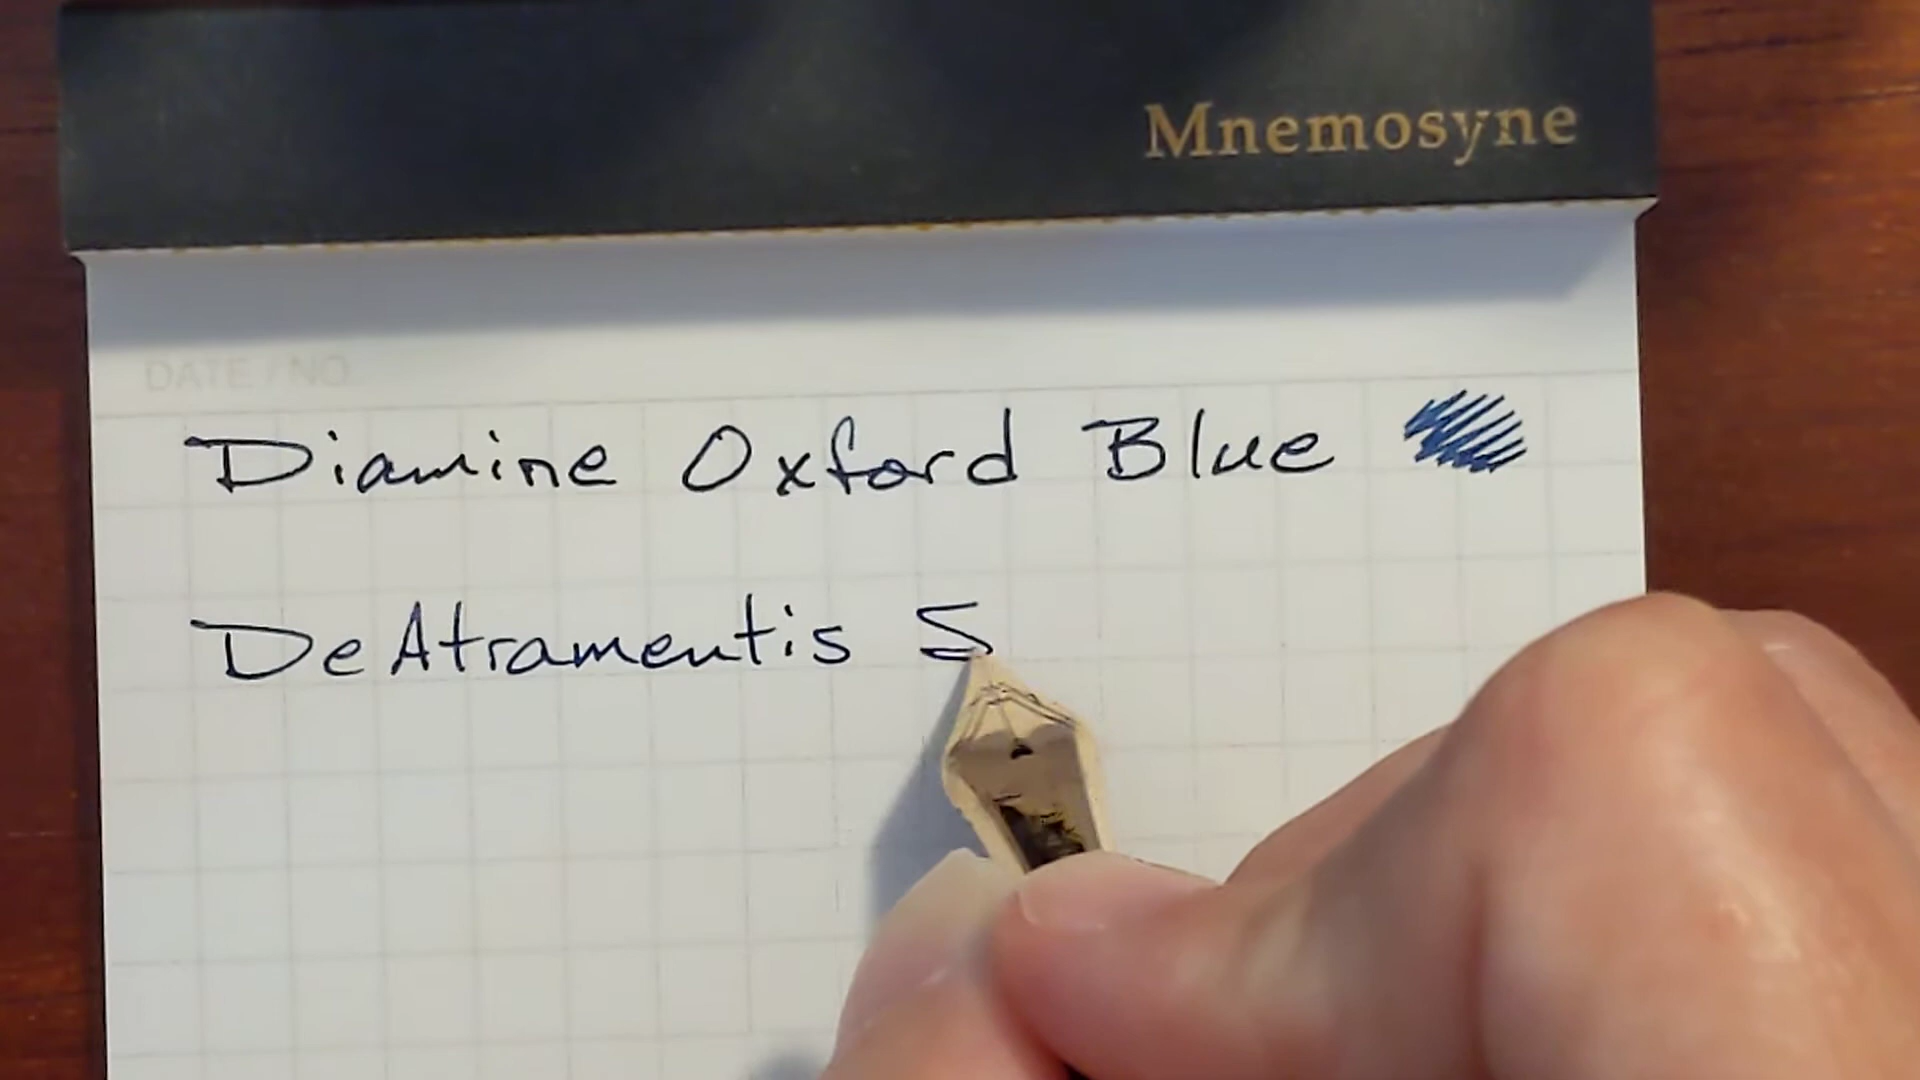 Mnemosyne
DATE / NO
Diamine Oxford Blue
DeAtramentis S